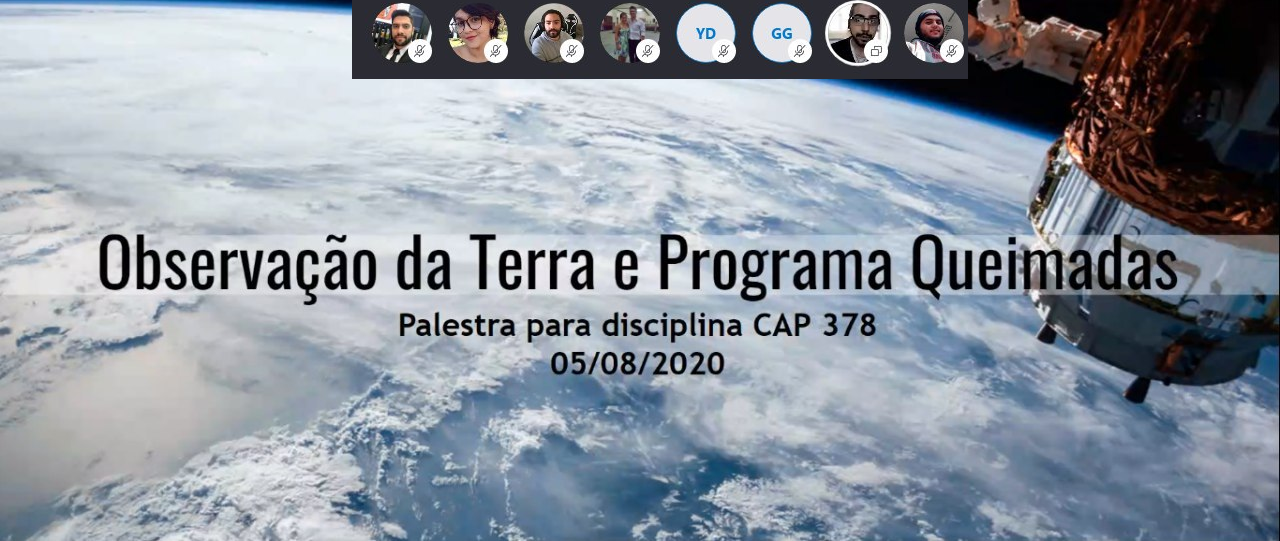 YD
GG
Observação da Terra e Programa Queimadas
Palestra para disciplina CAP 378
05/08/2020